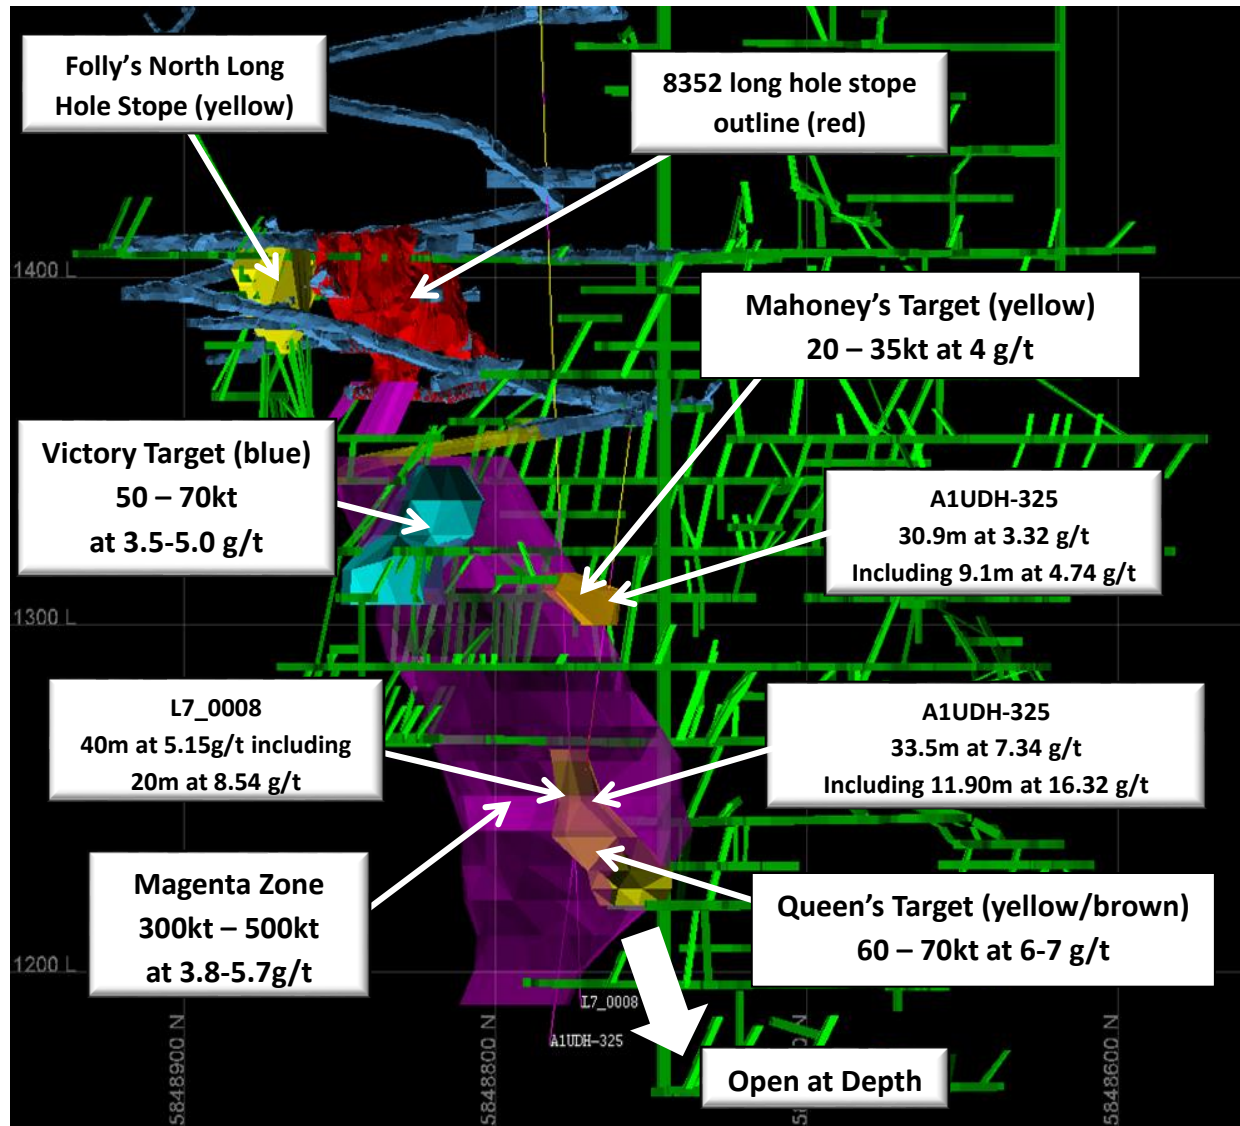 Folly's North Long
Hole Stope (yellow)
8352 long hole stope
outline (red)
1400 L
Mahoney's Target (yellow)
20 – 35kt at 4 g/t
Victory Target (blue)
50 – 70kt
at 3.5-5.0 g/t
A1UDH-325
30.9m at 3.32 g/t
Including 9.1m at 4.74 g/t
1300 L
L7_0008
40m at 5.15g/t including
20m at 8.54 g/t
A1UDH-325
33.5m at 7.34 g/t
Including 11.90m at 16.32 g/t
Magenta Zone
300kt – 500kt
at 3.8-5.7g/t
Queen's Target (yellow/brown)
60 – 70kt at 6-7 g/t
1200 L
L7_0008
A1UDH-325
Open at Depth
5848900 N
5848800 N
5848600 N